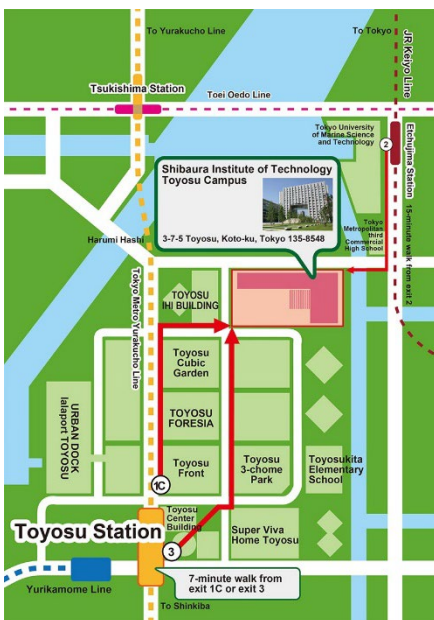 To Yurakucho Line
To Tokyo
JR Keiyo Line
Tsukishima Station
Toei Oedo Line
Tokyo University
of Marine Science
and Technology
2
Etchujima Station
15-minute walk from exit 2
Shibaura Institute of Technology
Toyosu Campus
3-7-5 Toyosu, Koto-ku, Tokyo 135-8548
Tokyo
Metropolitan
third
Commercial
High School
Harumi Hashi
Tokyo Metro Yurakucho Line
TOYOSU
IHI BUILDING
Toyosu
Cubic
Garden
URBAN DOCK
lalaport TOYOSU
TOYOSU
FORESIA
Toyosu
Front
Toyosu
3-chome
Park
Toyosukita
Elementary
School
1C
Toyosu
Center
Building
Toyosu Station
3
Super Viva
Home Toyosu
7-minute walk from
exit 1C or exit 3
Yurikamome Line
To Shinkiba